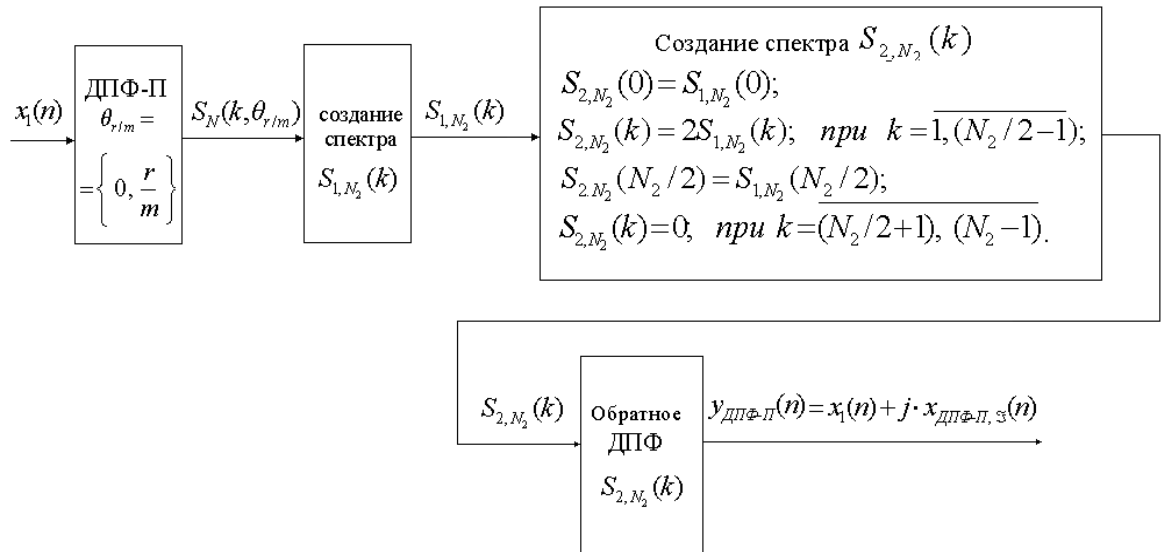 x₁(n)
ДПФ-П
θ_{r/m} =
= { 0, r/m }
S_N(k, θ_{r/m})
создание
спектра
S_{1,N₂}(k)
S_{1,N₂}(k)
Создание спектра S_{2,N₂}(k)
S_{2,N₂}(0) = S_{1,N₂}(0);
S_{2,N₂}(k) = 2S_{1,N₂}(k); при k = \overline{1, (N₂/2−1)};
S_{2.N₂}(N₂/2) = S_{1,N₂}(N₂/2);
S_{2,N₂}(k) = 0; при k = \overline{(N₂/2+1), (N₂−1)}.
S_{2,N₂}(k)
Обратное
ДПФ
S_{2,N₂}(k)
y_{ДПФ-П}(n) = x₁(n) + j · x_{ДПФ-П, ℑ}(n)